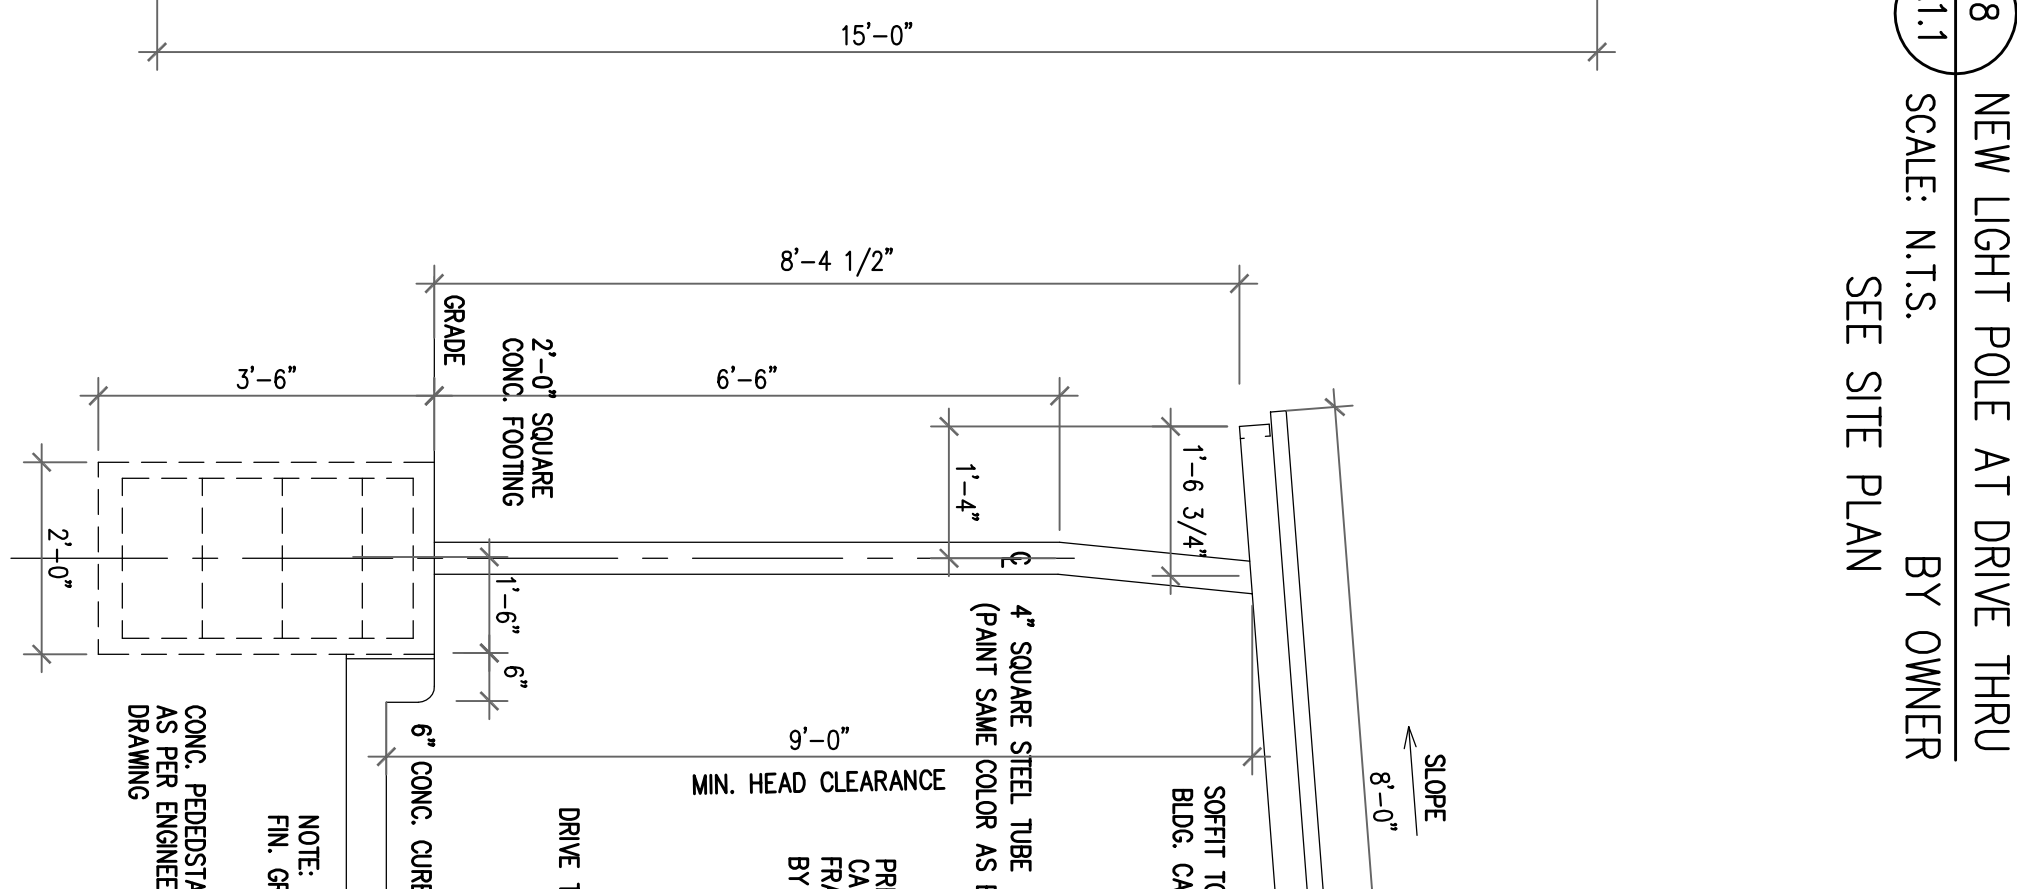 8
1.1
NEW LIGHT POLE AT DRIVE THRU
SCALE: N.T.S.
BY OWNER
SEE SITE PLAN
15'-0"
8'-4 1/2"
GRADE
2'-0" SQUARE
CONC. FOOTING
3'-6"
6'-6"
1'-4"
1'-6 3/4"
2'-0"
CL
1'-6"
6"
4" SQUARE STEEL TUBE
(PAINT SAME COLOR AS
9'-0"
MIN. HEAD CLEARANCE
SLOPE
8'-0"
SOFFIT TO
BLDG.
6" CONC. CURB
CONC. PEDEDSTA
AS PER ENGINEE
DRAWING
NOTE:
FIN.
DRIVE
BY